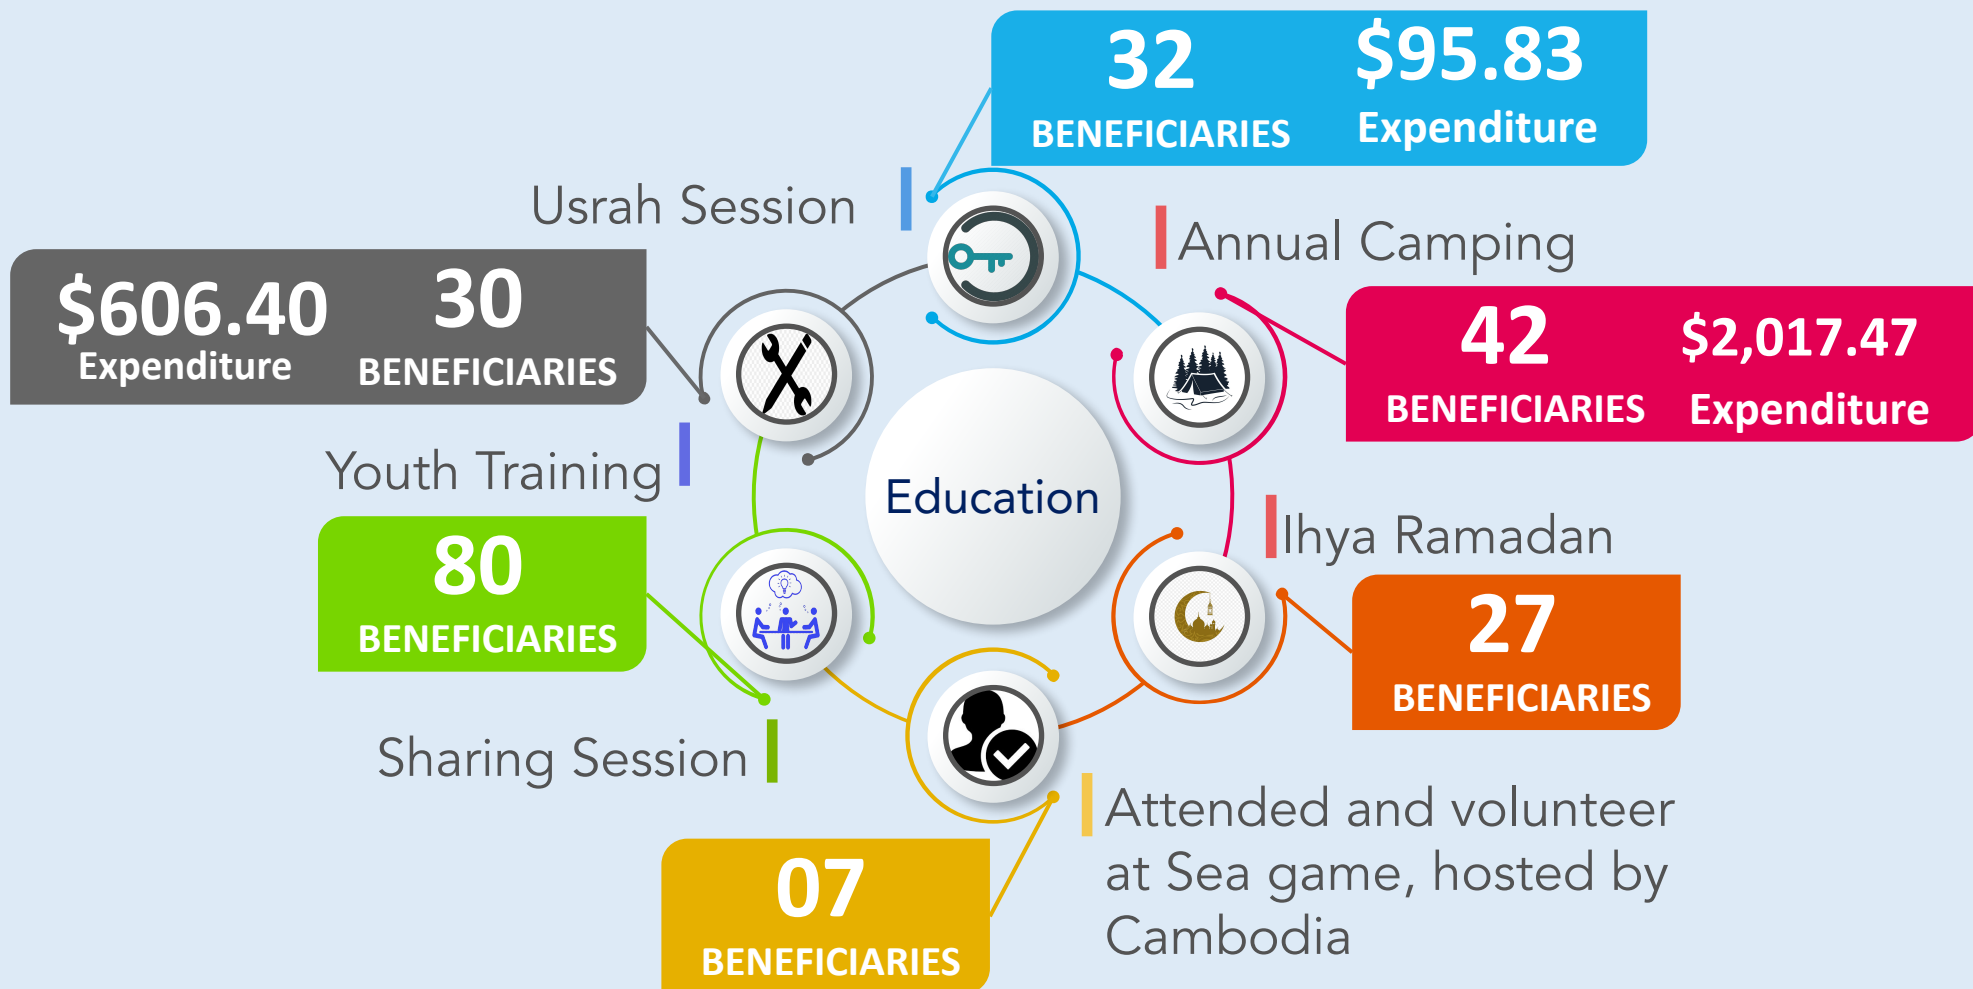 32
BENEFICIARIES
$95.83
Expenditure
Usrah Session
Annual Camping
$606.40
Expenditure
30
BENEFICIARIES
42
BENEFICIARIES
$2,017.47
Expenditure
Youth Training
Education
Ihya Ramadan
80
BENEFICIARIES
27
BENEFICIARIES
Sharing Session
Attended and volunteer
at Sea game, hosted by
Cambodia
07
BENEFICIARIES